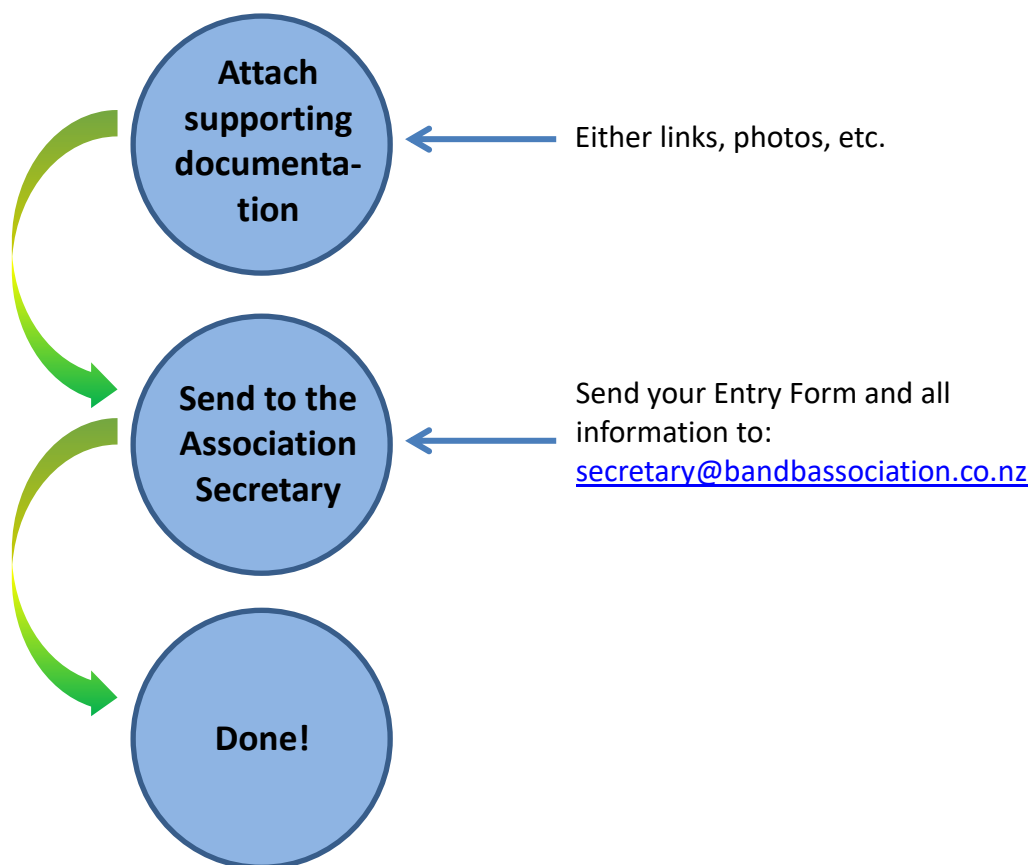 Attach
supporting
documenta-
tion
Either links, photos, etc.
Send to the
Association
Secretary
Send your Entry Form and all
information to:
secretary@bandbassociation.co.nz
Done!